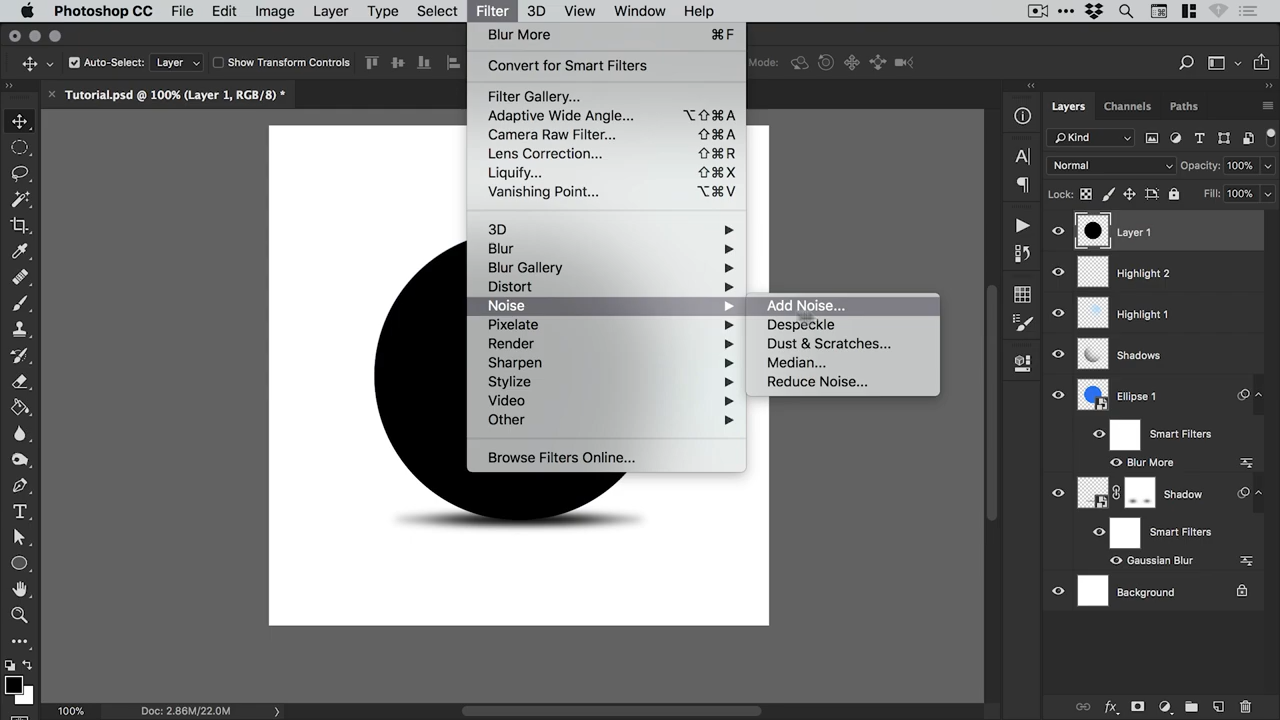 Photoshop CC File Edit Image Layer Type Select Filter 3D View Window Help
Blur More ⌘F
Convert for Smart Filters
Filter Gallery...
Adaptive Wide Angle... ⌥⇧⌘A
Camera Raw Filter... ⇧⌘A
Lens Correction... ⇧⌘R
Liquify... ⇧⌘X
Vanishing Point... ⌥⌘V
3D
Blur
Blur Gallery
Distort
Noise
Pixelate
Render
Sharpen
Stylize
Video
Other
Browse Filters Online...
Add Noise...
Despeckle
Dust & Scratches...
Median...
Reduce Noise...
Auto-Select: Layer Show Transform Controls
Mode:
Tutorial.psd @ 100% (Layer 1, RGB/8) *
Layers Channels Paths
Kind
Normal Opacity: 100%
Lock: Fill: 100%
Layer 1
Highlight 2
Highlight 1
Shadows
Ellipse 1
Smart Filters
Blur More
Shadow
Smart Filters
Gaussian Blur
Background
100% Doc: 2.86M/22.0M